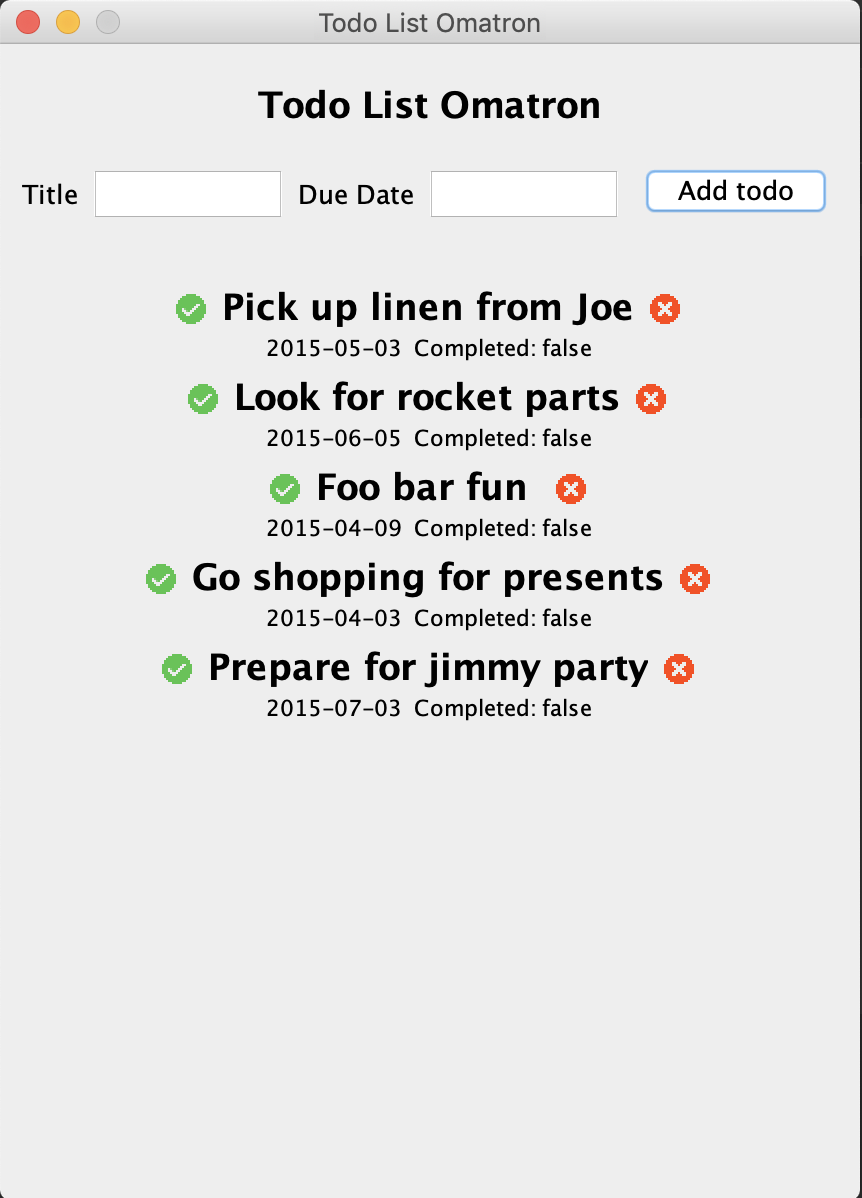 Todo List Omatron
Todo List Omatron
Title Due Date Add todo
Pick up linen from Joe
2015-05-03 Completed: false
Look for rocket parts
2015-06-05 Completed: false
Foo bar fun
2015-04-09 Completed: false
Go shopping for presents
2015-04-03 Completed: false
Prepare for jimmy party
2015-07-03 Completed: false